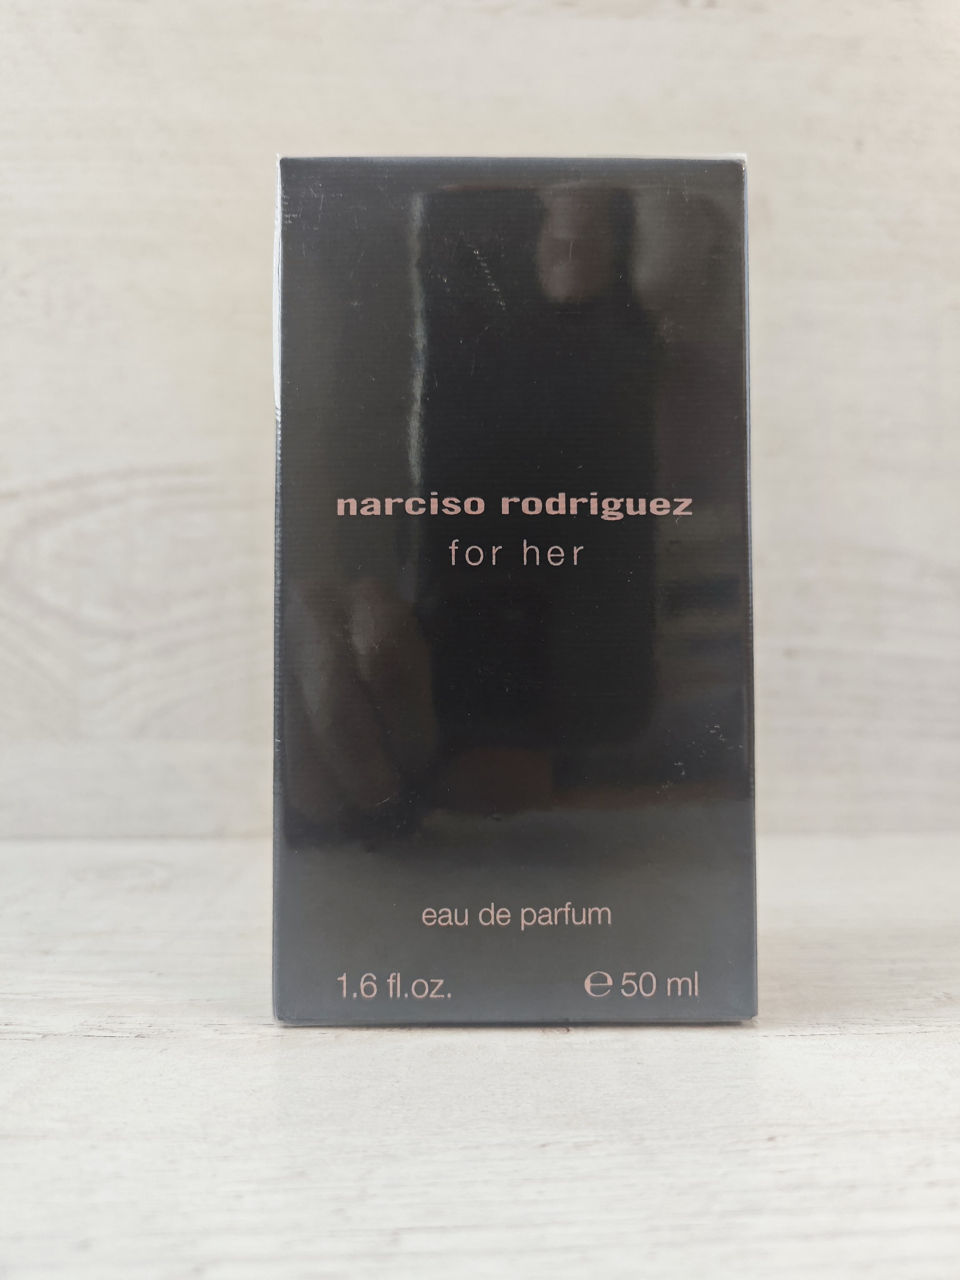 narciso rodriguez
for her
eau de parfum
1.6 fl.oz. ℮ 50 ml